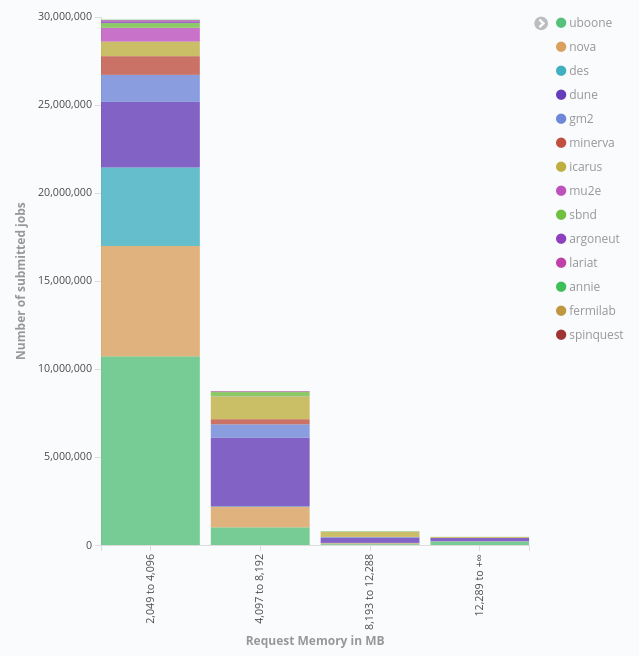 30,000,000
25,000,000
20,000,000
15,000,000
10,000,000
5,000,000
0
Number of submitted jobs
2,049 to 4,096
4,097 to 8,192
8,193 to 12,288
12,289 to +∞
Request Memory in MB
uboone
nova
des
dune
gm2
minerva
icarus
mu2e
sbnd
argoneut
lariat
annie
fermilab
spinquest